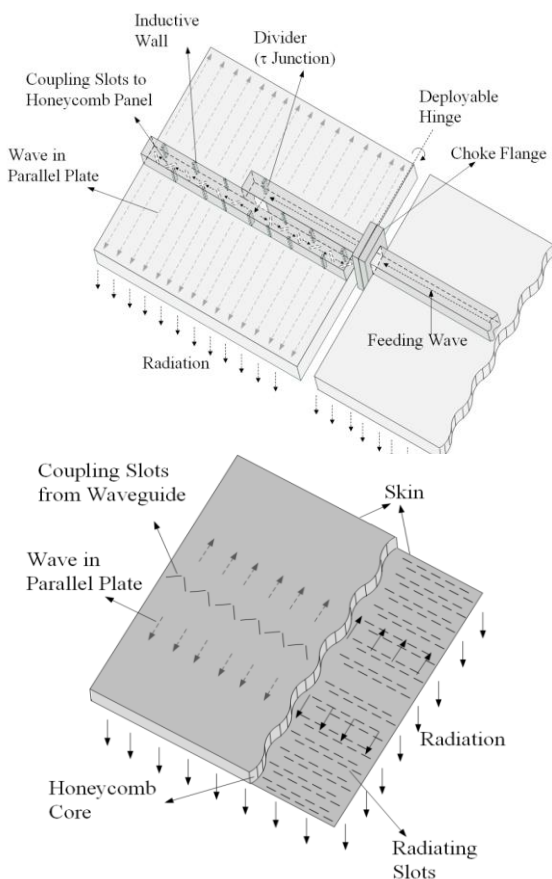 Inductive
Wall
Divider
(τ Junction)
Coupling Slots to
Honeycomb Panel
Deployable
Hinge
Choke Flange
Wave in
Parallel Plate
Feeding Wave
Radiation
Coupling Slots
from Waveguide
Skin
Wave in
Parallel Plate
Radiation
Honeycomb
Core
Radiating
Slots